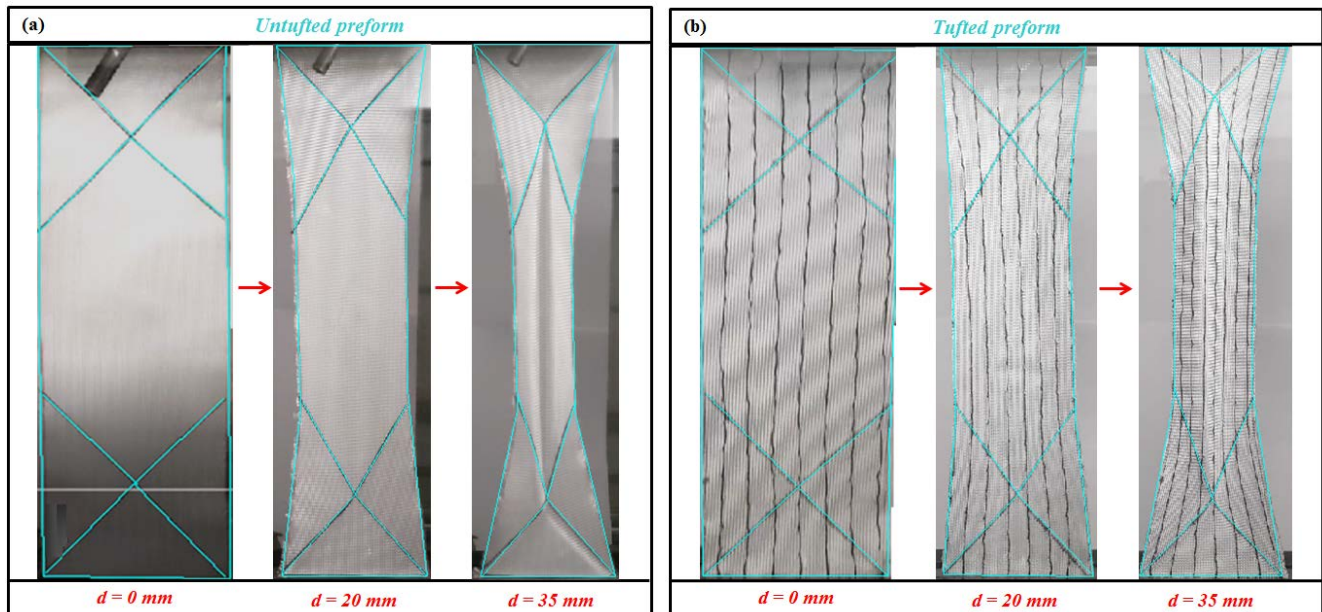 (a) Untufted preform
d = 0 mm
d = 20 mm
d = 35 mm
(b) Tufted preform
d = 0 mm
d = 20 mm
d = 35 mm